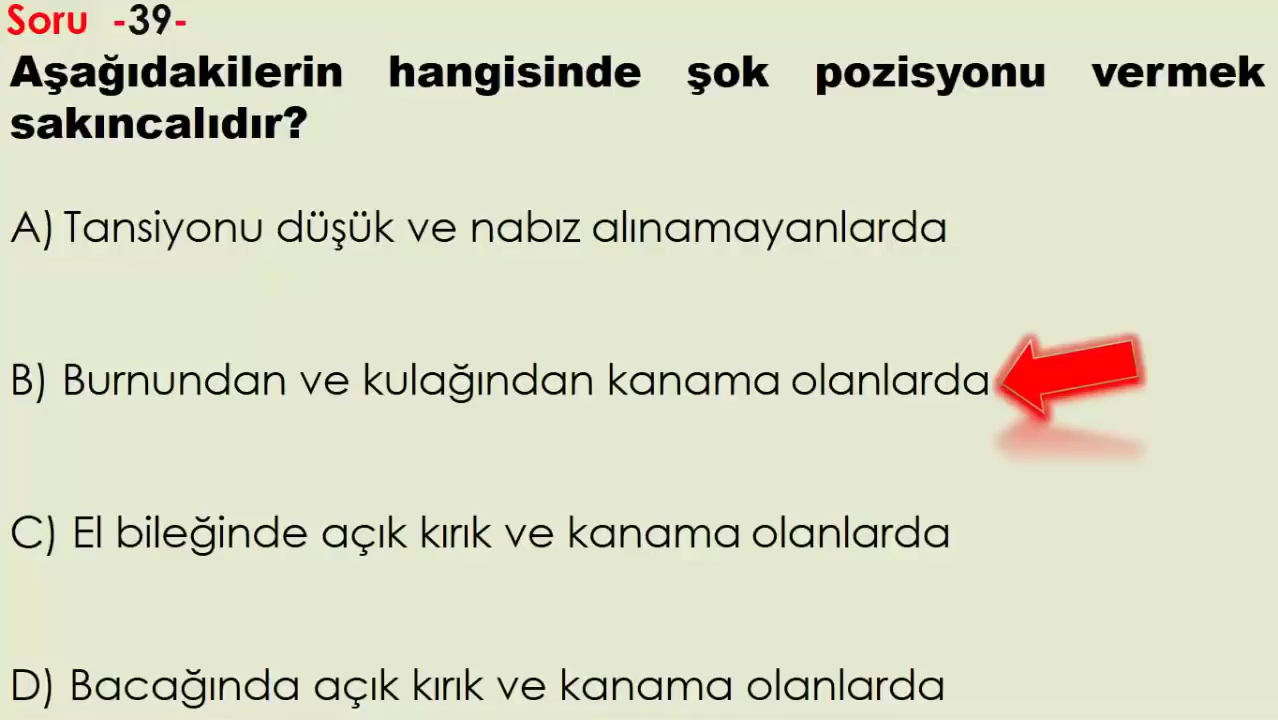 Soru -39-
Aşağıdakilerin hangisinde şok pozisyonu vermek
sakıncalıdır?
A) Tansiyonu düşük ve nabız alınamayanlarda
B) Burnundan ve kulağından kanama olanlarda
C) El bileğinde açık kırık ve kanama olanlarda
D) Bacağında açık kırık ve kanama olanlarda